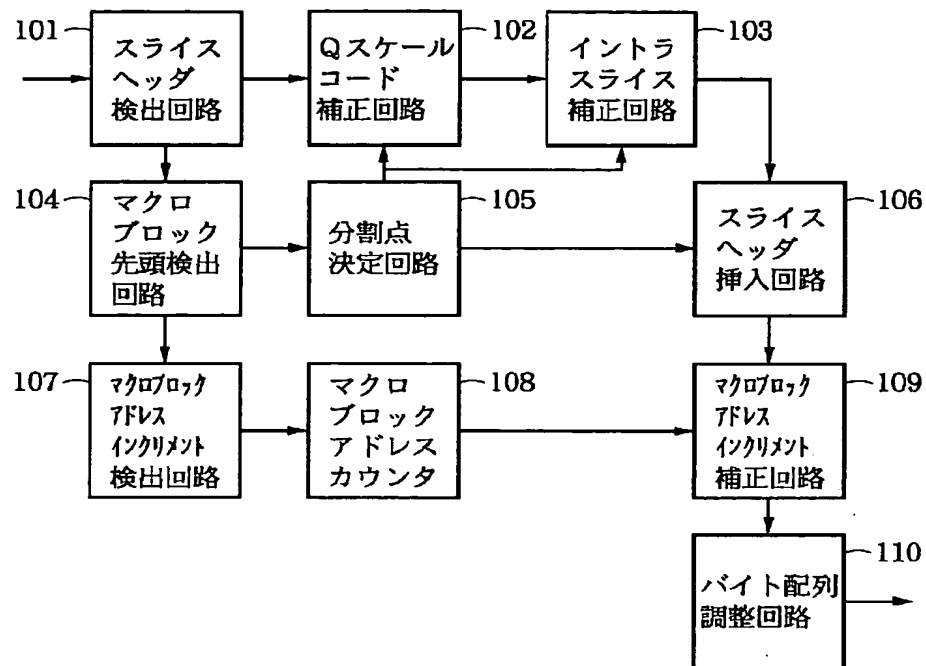 101
スライス
ヘッダ
検出回路
102
Qスケール
コード
補正回路
103
イントラ
スライス
補正回路
104
マクロ
ブロック
先頭検出
回路
105
分割点
決定回路
106
スライス
ヘッダ
挿入回路
107
マクロブロック
アドレス
インクリメント
検出回路
108
マクロ
ブロック
アドレス
カウンタ
109
マクロブロック
アドレス
インクリメント
補正回路
110
バイト配列
調整回路